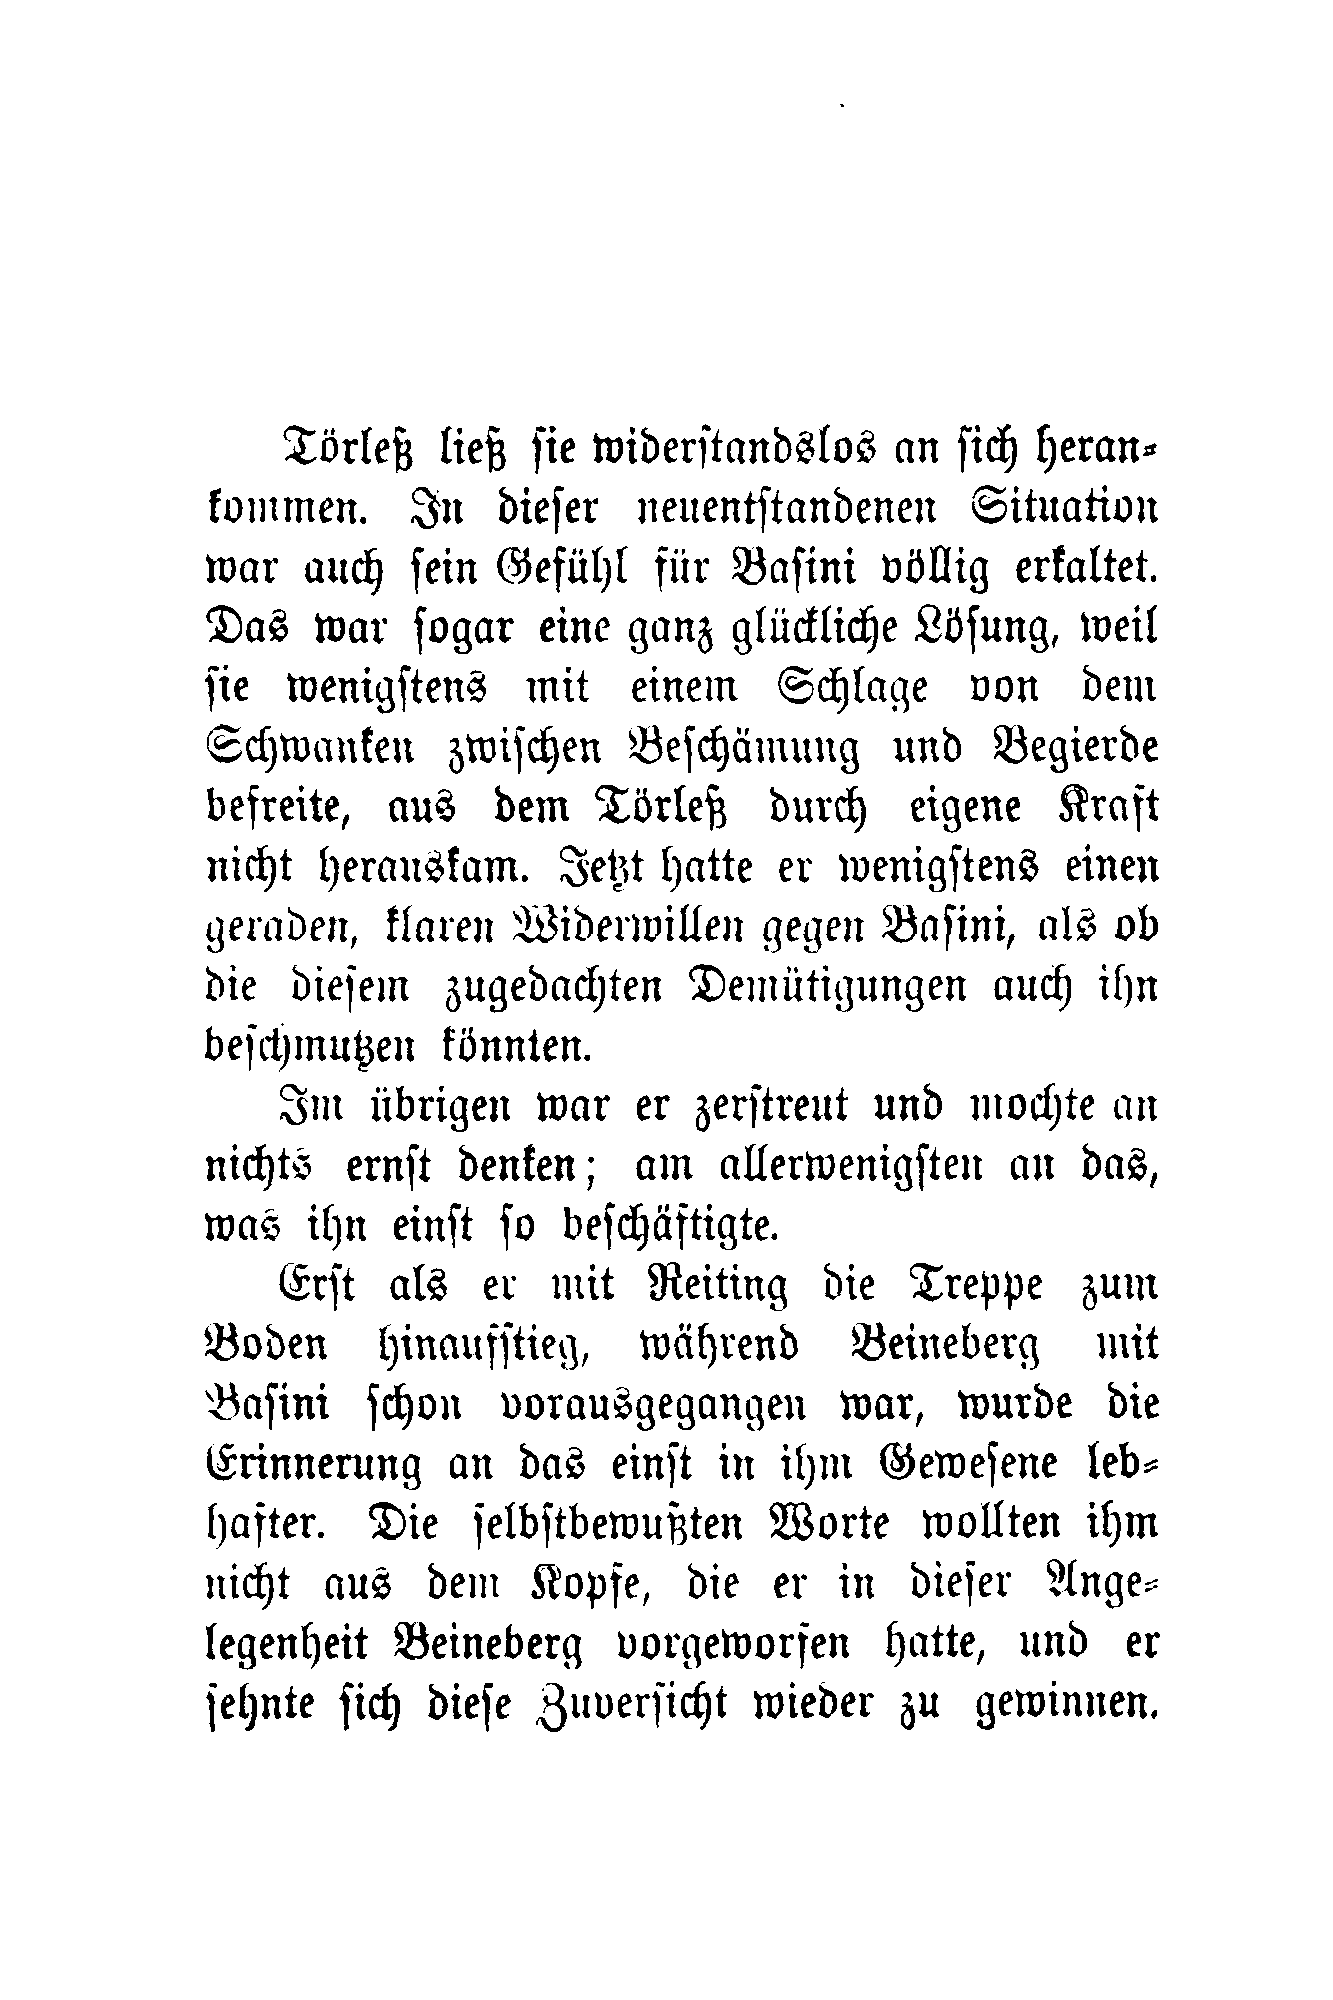 Törleß ließ ſie widerſtandslos an ſich heran⸗
kommen. In dieſer neuentſtandenen Situation
war auch ſein Gefühl für Baſini völlig erkaltet.
Das war ſogar eine ganz glückliche Löſung, weil
ſie wenigſtens mit einem Schlage von dem
Schwanken zwiſchen Beſchämung und Begierde
befreite, aus dem Törleß durch eigene Kraft
nicht herauskam. Jetzt hatte er wenigſtens einen
geraden, klaren Widerwillen gegen Baſini, als ob
die dieſem zugedachten Demütigungen auch ihn
beſchmutzen könnten.
Im übrigen war er zerſtreut und mochte an
nichts ernſt denken; am allerwenigſten an das,
was ihn einſt ſo beſchäftigte.
Erſt als er mit Reiting die Treppe zum
Boden hinaufſtieg, während Beineberg mit
Baſini ſchon vorausgegangen war, wurde die
Erinnerung an das einſt in ihm Geweſene leb⸗
hafter. Die ſelbſtbewußten Worte wollten ihm
nicht aus dem Kopfe, die er in dieſer Ange⸗
legenheit Beineberg vorgeworfen hatte, und er
ſehnte ſich dieſe Zuverſicht wieder zu gewinnen.